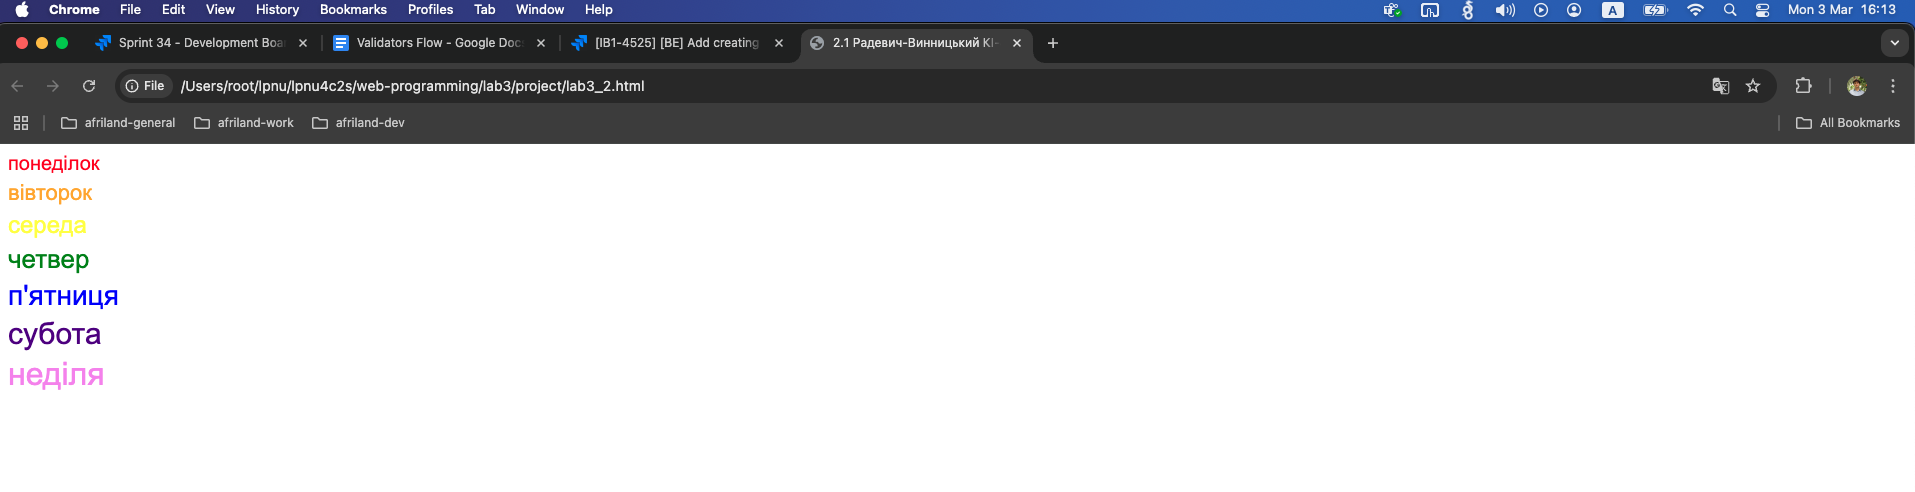 Chrome File Edit View History Bookmarks Profiles Tab Window Help A Mon 3 Mar 16:13
Sprint 34 - Development Boa Validators Flow - Google Docs [IB1-4525] [BE] Add creating 2.1 Радевич-Винницький КІ-
File /Users/root/lpnu/lpnu4c2s/web-programming/lab3/project/lab3_2.html
afriland-general afriland-work afriland-dev All Bookmarks
понеділок
вівторок
середа
четвер
п'ятниця
субота
неділя